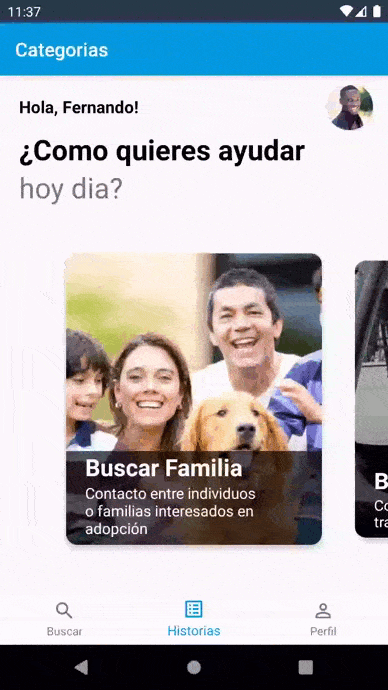 11:37
Categorias
Hola, Fernando!
¿Como quieres ayudar
hoy dia?
Buscar Familia
Contacto entre individuos
o familias interesados en
adopción
B
Co
tra
Buscar
Historias
Perfil